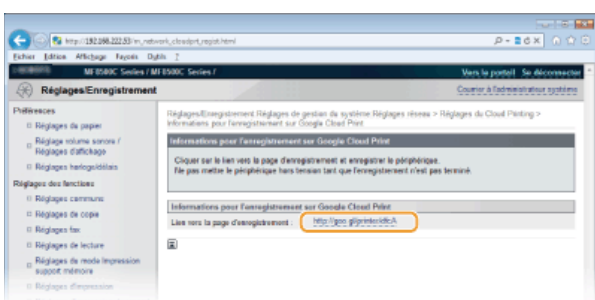 http://192.168.222.53/m_network_cloudprt_regist.html
Fichier Edition Affichage Favoris Outils ?
MF8500C Series / MF8500C Series /
Vers le portail Se déconnecter
Réglages/Enregistrement
Courrier à l'administrateur système
Préférences
Réglages du papier
Réglage volume sonore /
Réglages d'affichage
Réglages horloge/délais
Réglages des fonctions
Réglages communs
Réglages de copie
Réglages fax
Réglages de lecture
Réglages de mode Impression
support mémoire
Réglages d'impression
Réglages/Enregistrement:Réglages de gestion du système:Réglages réseau > Réglages du Cloud Printing >
Informations pour l'enregistrement sur Google Cloud Print
Informations pour l'enregistrement sur Google Cloud Print
Cliquer sur le lien vers la page d'enregistrement et enregistrer le périphérique.
Ne pas mettre le périphérique hors tension tant que l'enregistrement n'est pas terminé.
Informations pour l'enregistrement sur Google Cloud Print
Lien vers la page d'enregistrement :